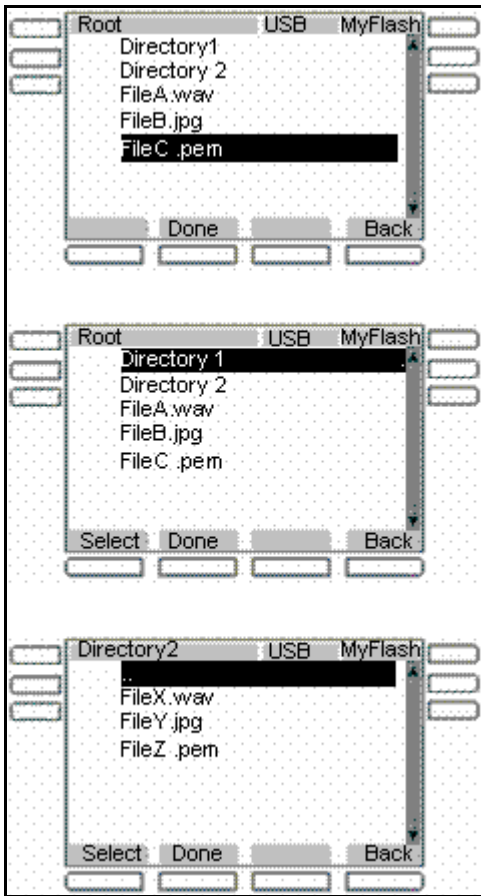 Root USB MyFlash
Directory1
Directory 2
FileA.wav
FileB.jpg
FileC .pem
Done Back
Root USB MyFlash
Directory 1
Directory 2
FileA.wav
FileB.jpg
FileC .pem
Select Done Back
Directory2 USB MyFlash
..
FileX.wav
FileY.jpg
FileZ .pem
Select Done Back